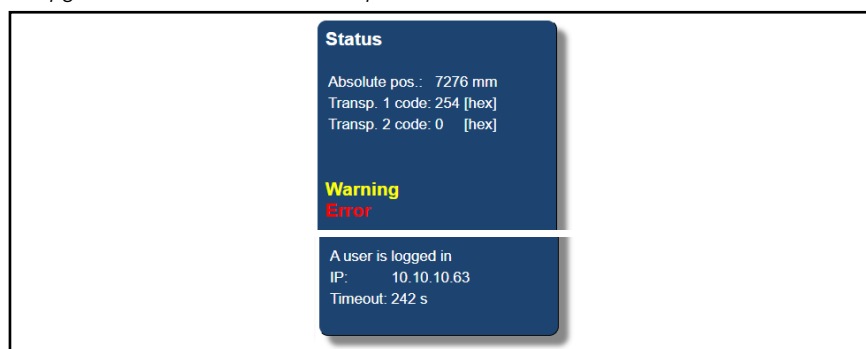 Status
Absolute pos.: 7276 mm
Transp. 1 code: 254 [hex]
Transp. 2 code: 0 [hex]
Warning
Error
A user is logged in
IP: 10.10.10.63
Timeout: 242 s